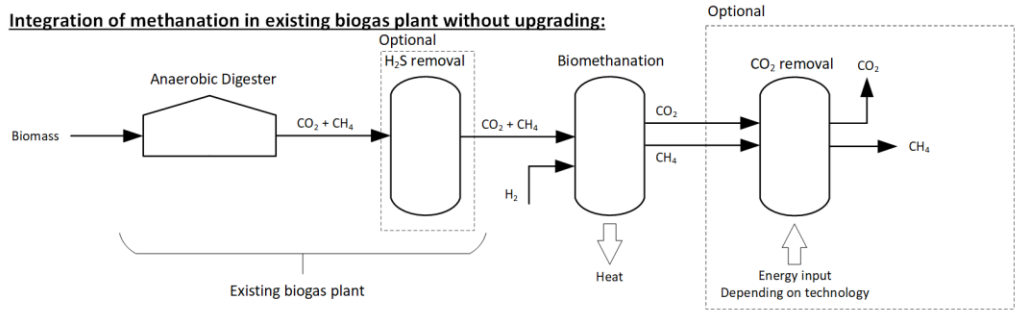 Integration of methanation in existing biogas plant without upgrading:
Optional
Optional
H₂S removal
Biomethanation
CO₂ removal
CO₂
Anaerobic Digester
CO₂
CO₂ + CH₄
CO₂ + CH₄
Biomass
CH₄
CH₄
H₂
Heat
Energy input
Depending on technology
Existing biogas plant